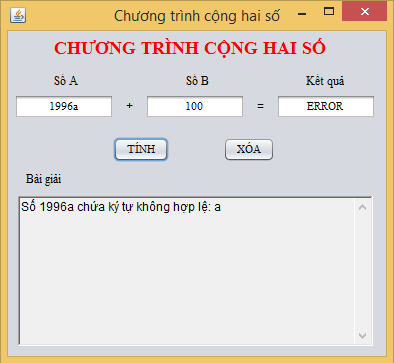 Chương trình cộng hai số
CHƯƠNG TRÌNH CỘNG HAI SỐ
Số A Số B Kết quả
1996a + 100 = ERROR
TÍNH XÓA
Bài giải
Số 1996a chứa ký tự không hợp lệ: a